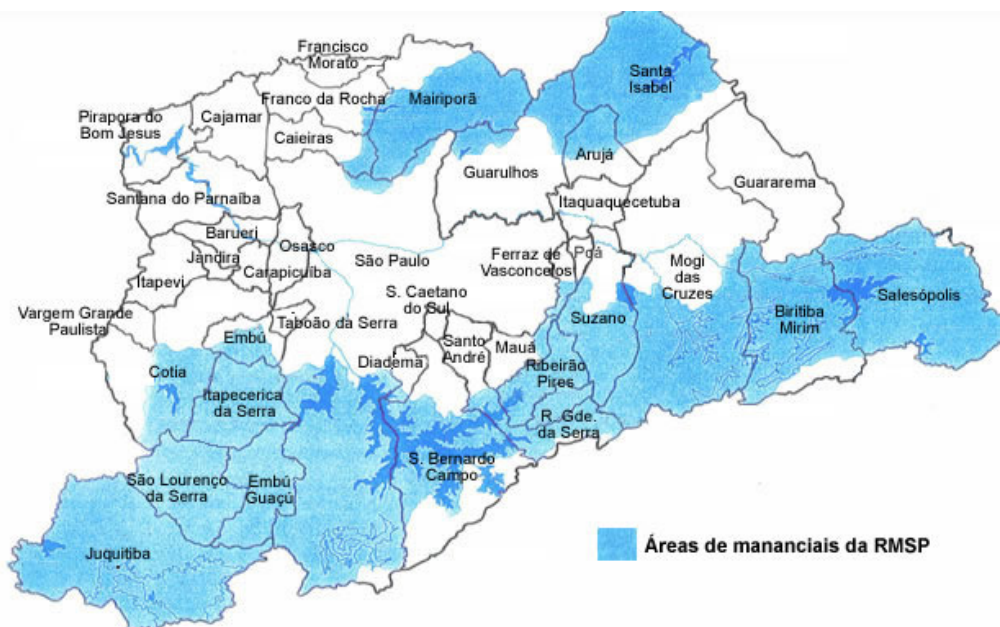 Francisco
Morato
Santa
Isabel
Mairiporã
Franco da Rocha
Cajamar
Pirapora do
Bom Jesus
Caieiras
Arujá
Guarulhos
Guararema
Santana do Parnaíba
Itaquaquecetuba
Barueri
Osasco
Jandira
Carapicuíba
São Paulo
Ferraz de
Vasconcelos
Poá
Mogi
das
Cruzes
Itapevi
Salesópolis
S. Caetano
do Sul
Vargem Grande
Paulista
Taboão da Serra
Suzano
Biritiba
Mirim
Embú
Santo
André
Mauá
Diadema
Ribeirão
Pires
Cotia
Itapecerica
da Serra
R. Gde.
da Serra
S. Bernardo
Campo
São Lourenço
da Serra
Embú
Guaçú
Juquitiba
Áreas de mananciais da RMSP